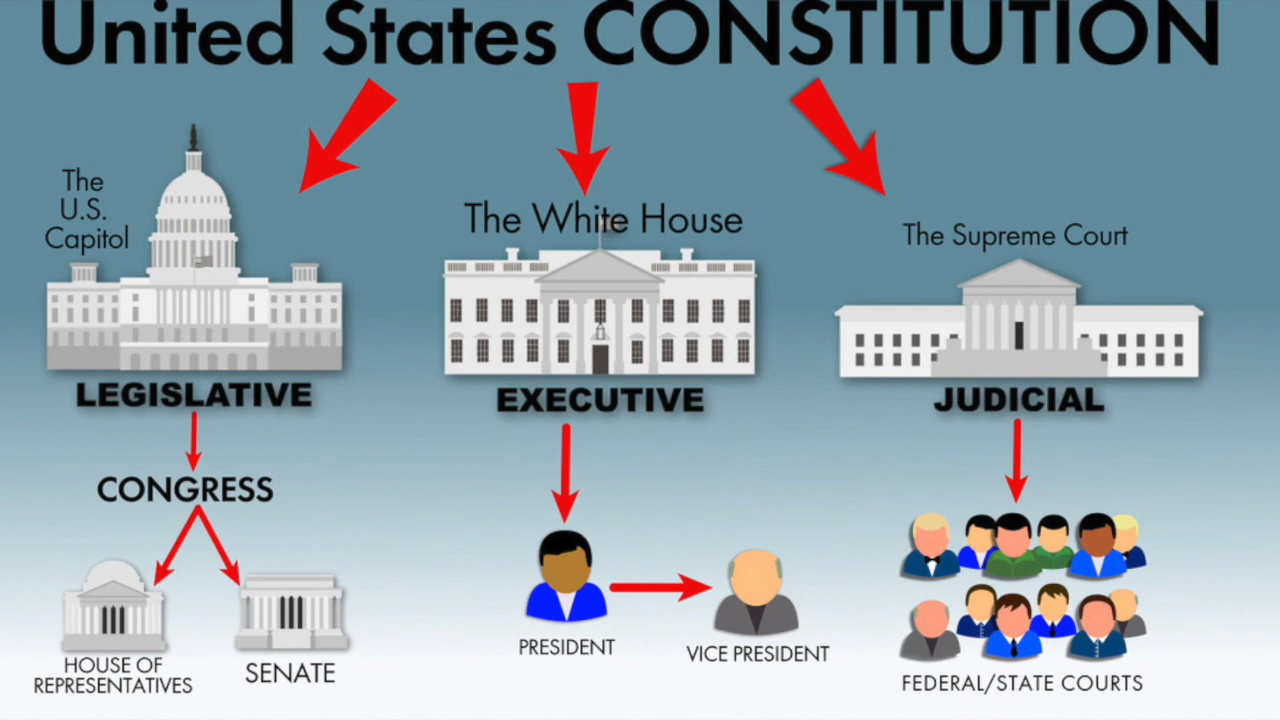 United States CONSTITUTION
The
U.S.
Capitol
The White House
The Supreme Court
LEGISLATIVE
EXECUTIVE
JUDICIAL
CONGRESS
HOUSE OF
REPRESENTATIVES
SENATE
PRESIDENT
VICE PRESIDENT
FEDERAL/STATE COURTS